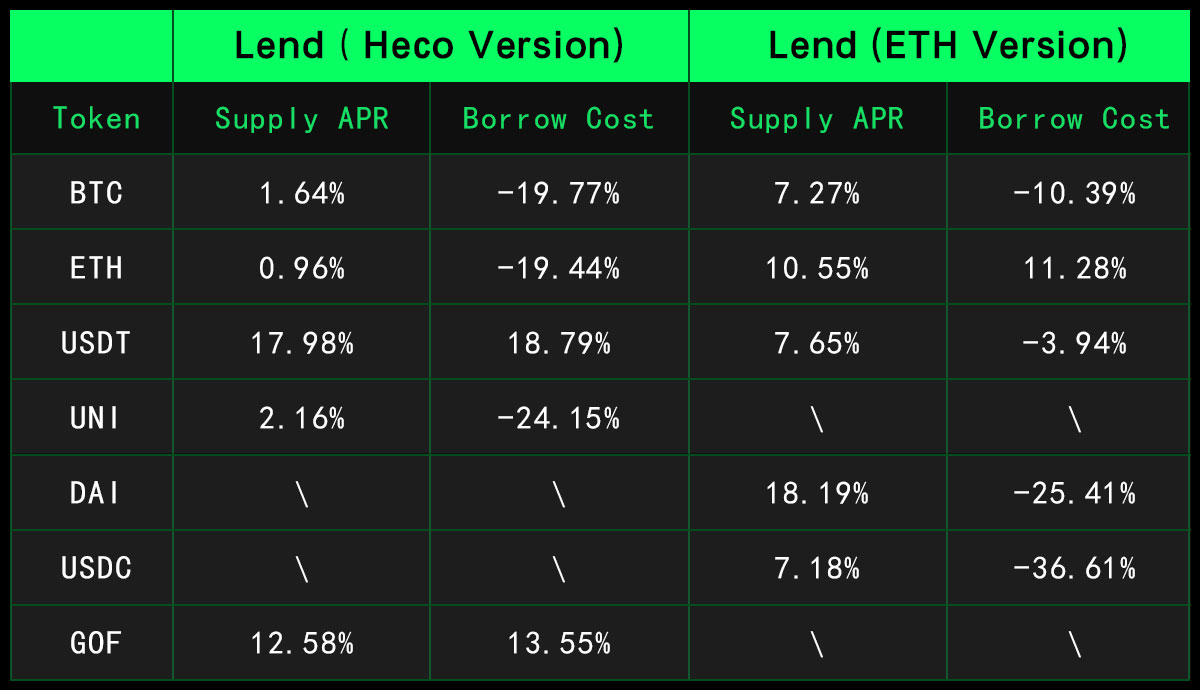 Lend ( Heco Version) Lend (ETH Version)
Token Supply APR Borrow Cost Supply APR Borrow Cost
BTC 1.64% -19.77% 7.27% -10.39%
ETH 0.96% -19.44% 10.55% 11.28%
USDT 17.98% 18.79% 7.65% -3.94%
UNI 2.16% -24.15% \ \
DAI \ \ 18.19% -25.41%
USDC \ \ 7.18% -36.61%
GOF 12.58% 13.55% \ \